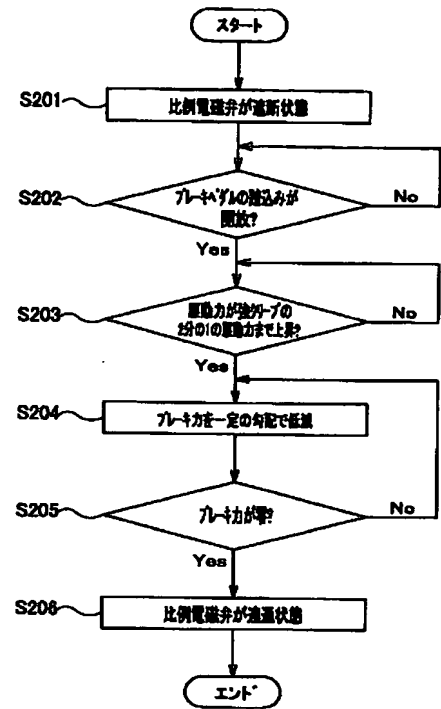 スタート
S201
比例電磁弁が遮断状態
S202
ブレーキペダルの踏込みが
開放?
No
Yes
S203
駆動力が強クリープの
2分の1の駆動力まで上昇?
No
Yes
S204
ブレーキ力を一定の勾配で低減
S205
ブレーキ力が零?
No
Yes
S206
比例電磁弁が連通状態
エンド